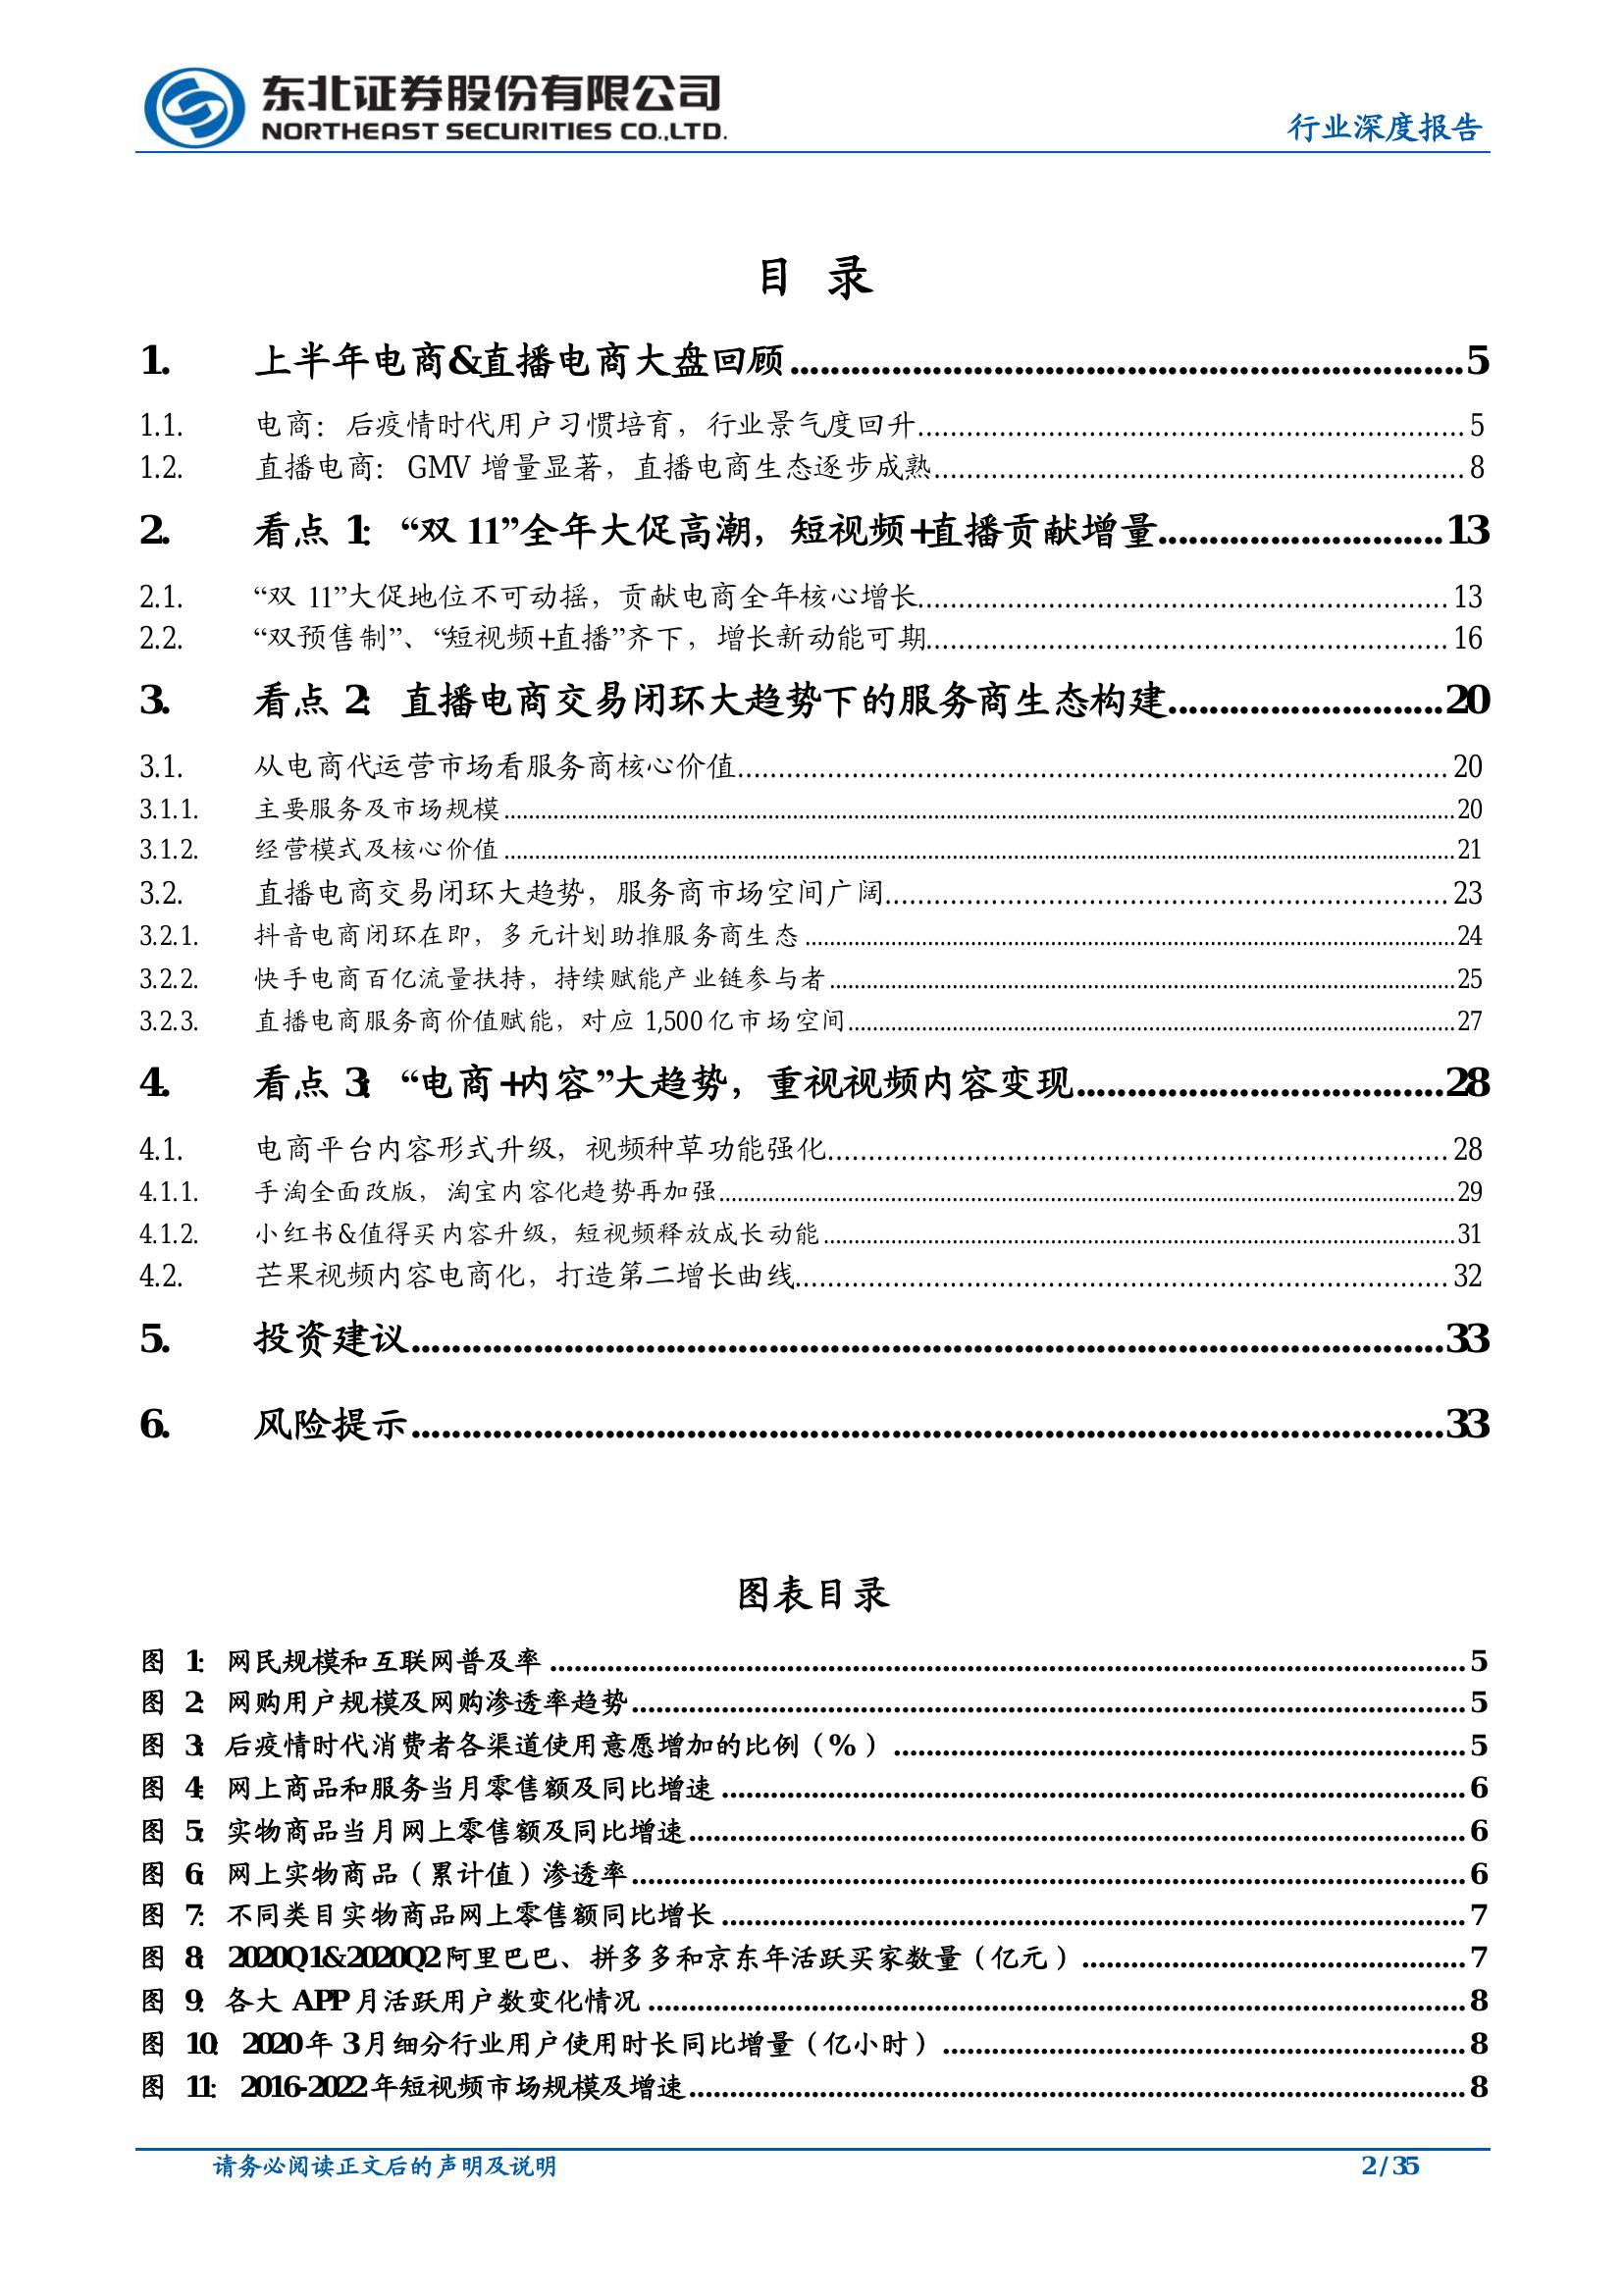 东北证券股份有限公司
NORTHEAST SECURITIES CO.,LTD.
行业深度报告
目 录
1. 上半年电商&直播电商大盘回顾 5
1.1. 电商：后疫情时代用户习惯培育，行业景气度回升 5
1.2. 直播电商：GMV 增量显著，直播电商生态逐步成熟 8
2. 看点 1：“双 11”全年大促高潮，短视频+直播贡献增量 13
2.1. “双 11”大促地位不可动摇，贡献电商全年核心增长 13
2.2. “双预售制”、“短视频+直播”齐下，增长新动能可期 16
3. 看点 2：直播电商交易闭环大趋势下的服务商生态构建 20
3.1. 从电商代运营市场看服务商核心价值 20
3.1.1. 主要服务及市场规模 20
3.1.2. 经营模式及核心价值 21
3.2. 直播电商交易闭环大趋势，服务商市场空间广阔 23
3.2.1. 抖音电商闭环在即，多元计划助推服务商生态 24
3.2.2. 快手电商百亿流量扶持，持续赋能产业链参与者 25
3.2.3. 直播电商服务商价值赋能，对应 1,500 亿市场空间 27
4. 看点 3：“电商+内容”大趋势，重视视频内容变现 28
4.1. 电商平台内容形式升级，视频种草功能强化 28
4.1.1. 手淘全面改版，淘宝内容化趋势再加强 29
4.1.2. 小红书&值得买内容升级，短视频释放成长动能 31
4.2. 芒果视频内容电商化，打造第二增长曲线 32
5. 投资建议 33
6. 风险提示 33
图表目录
图 1：网民规模和互联网普及率 5
图 2：网购用户规模及网购渗透率趋势 5
图 3：后疫情时代消费者各渠道使用意愿增加的比例（%） 5
图 4：网上商品和服务当月零售额及同比增速 6
图 5：实物商品当月网上零售额及同比增速 6
图 6：网上实物商品（累计值）渗透率 6
图 7：不同类目实物商品网上零售额同比增长 7
图 8：2020Q1&2020Q2 阿里巴巴、拼多多和京东年活跃买家数量（亿元） 7
图 9：各大 APP 月活跃用户数变化情况 8
图 10：2020 年 3 月细分行业用户使用时长同比增量（亿小时） 8
图 11：2016-2022 年短视频市场规模及增速 8
请务必阅读正文后的声明及说明
2 / 35